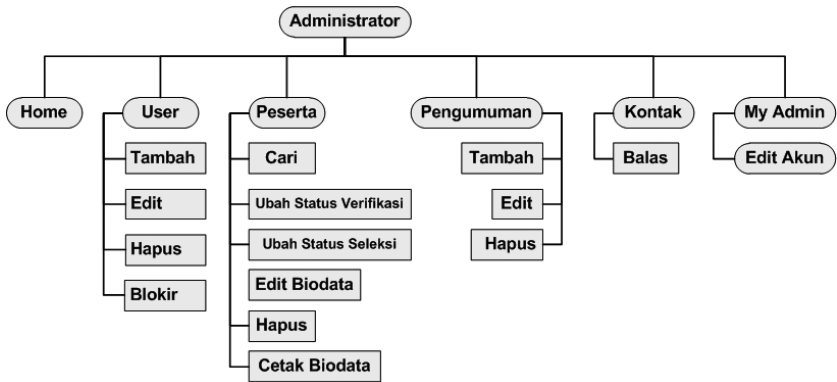 Administrator
Home
User
Peserta
Pengumuman
Kontak
My Admin
Tambah
Edit
Hapus
Blokir
Cari
Ubah Status Verifikasi
Ubah Status Seleksi
Edit Biodata
Hapus
Cetak Biodata
Tambah
Edit
Hapus
Balas
Edit Akun